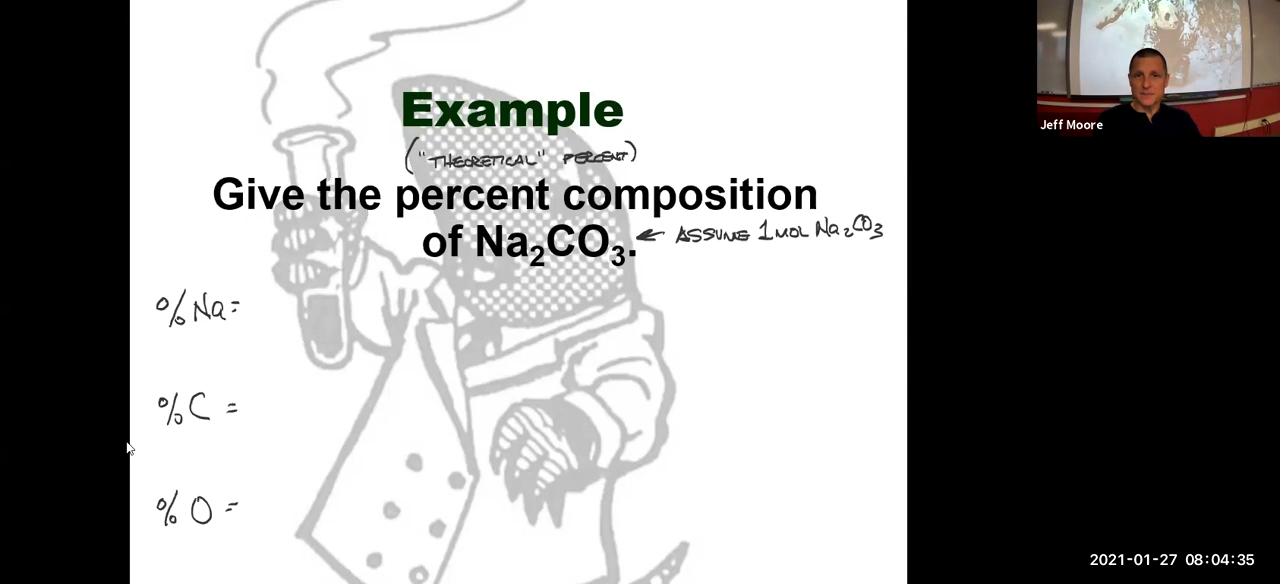 Example
("THEORETICAL" PERCENT)
Give the percent composition
of Na₂CO₃. ← ASSUME 1 MOL Na₂CO₃
% Na =
% C =
% O =
Jeff Moore
2021-01-27 08:04:35